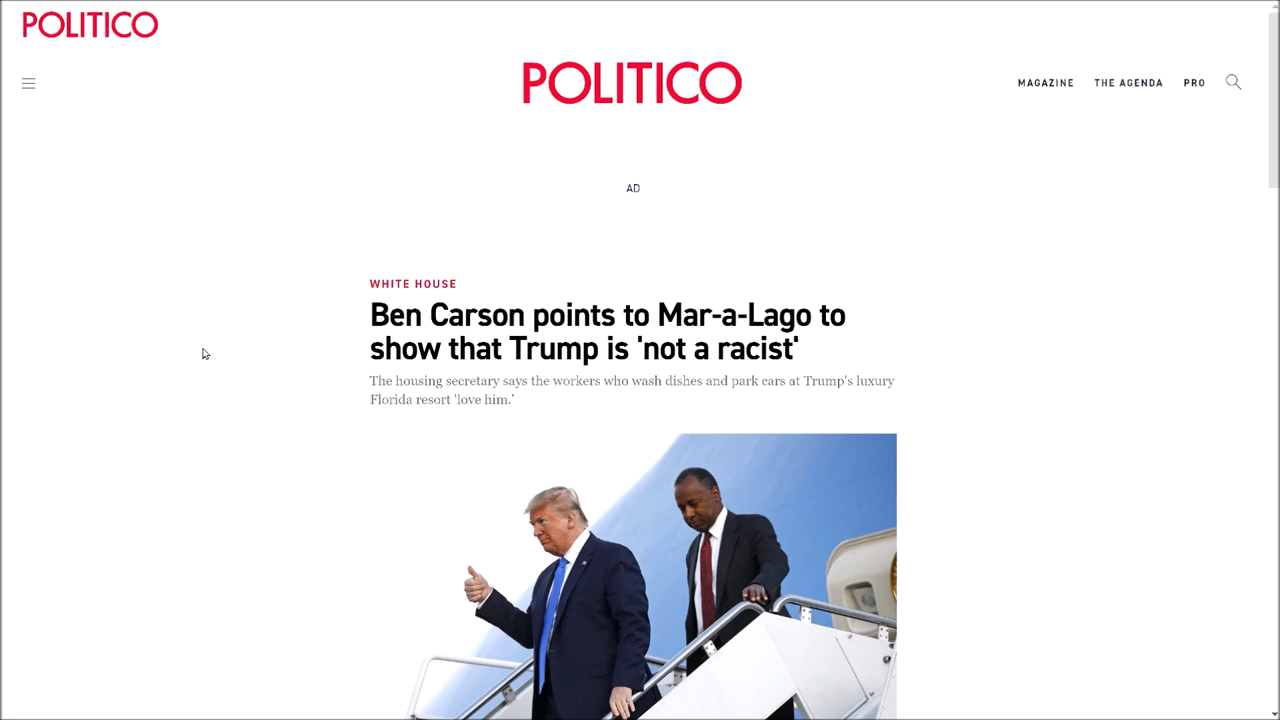 POLITICO
POLITICO
MAGAZINE THE AGENDA PRO
AD
WHITE HOUSE
Ben Carson points to Mar-a-Lago to
show that Trump is 'not a racist'
The housing secretary says the workers who wash dishes and park cars at Trump's luxury
Florida resort 'love him.'